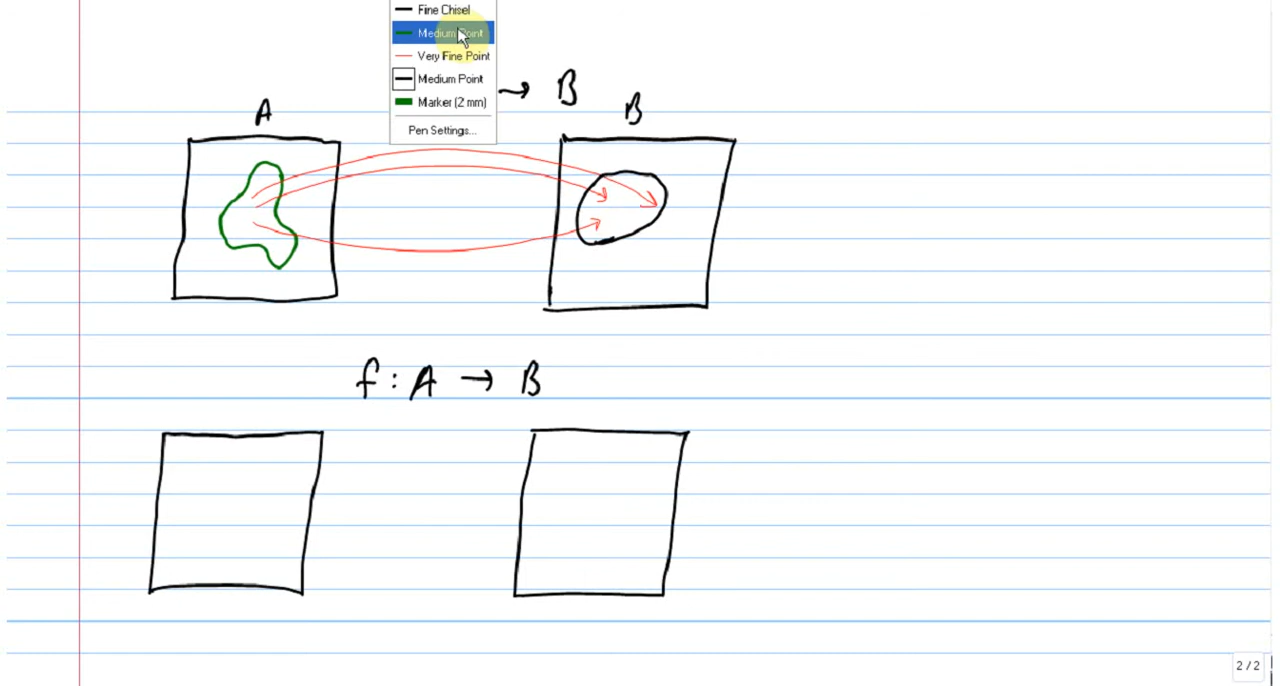 Fine Chisel
Medium Point
Very Fine Point
Medium Point
Marker (2 mm)
Pen Settings...
→ B
A
B
f : A → B
2 / 2